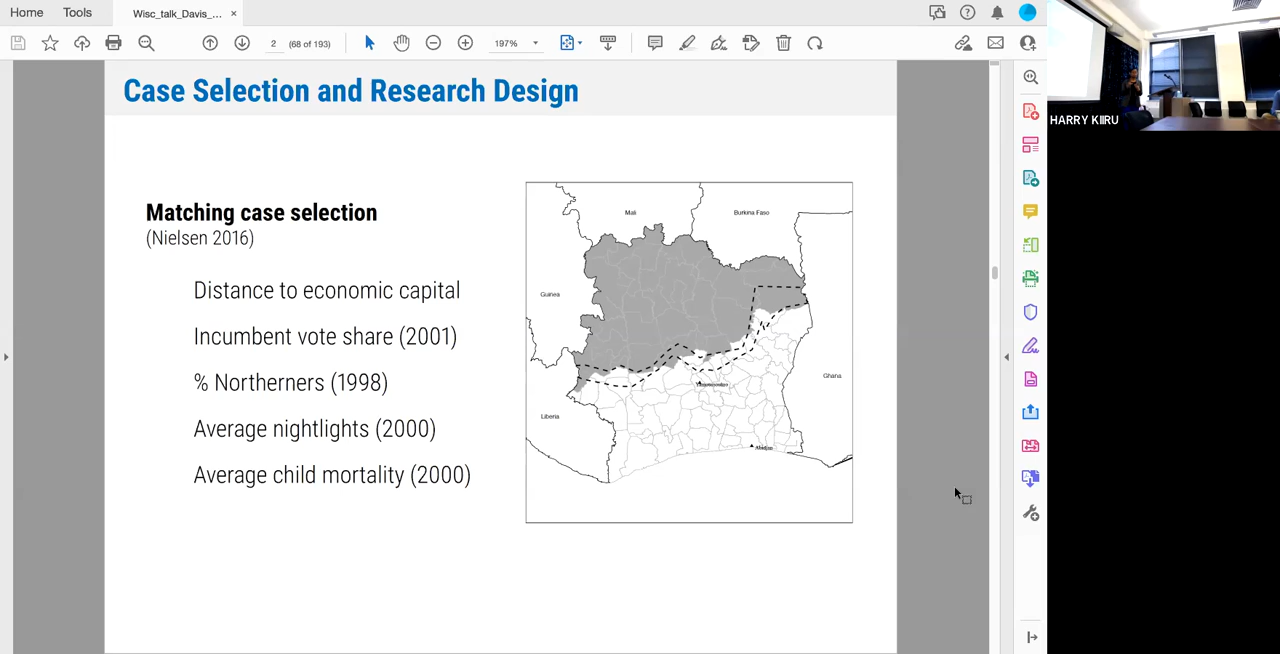 Home Tools Wisc_talk_Davis_... ×
2 (68 of 193) 197%
HARRY KIIRU
Case Selection and Research Design
Matching case selection
(Nielsen 2016)
Distance to economic capital
Incumbent vote share (2001)
% Northerners (1998)
Average nightlights (2000)
Average child mortality (2000)
Mali
Burkina Faso
Guinea
Ghana
Liberia
Abidjan